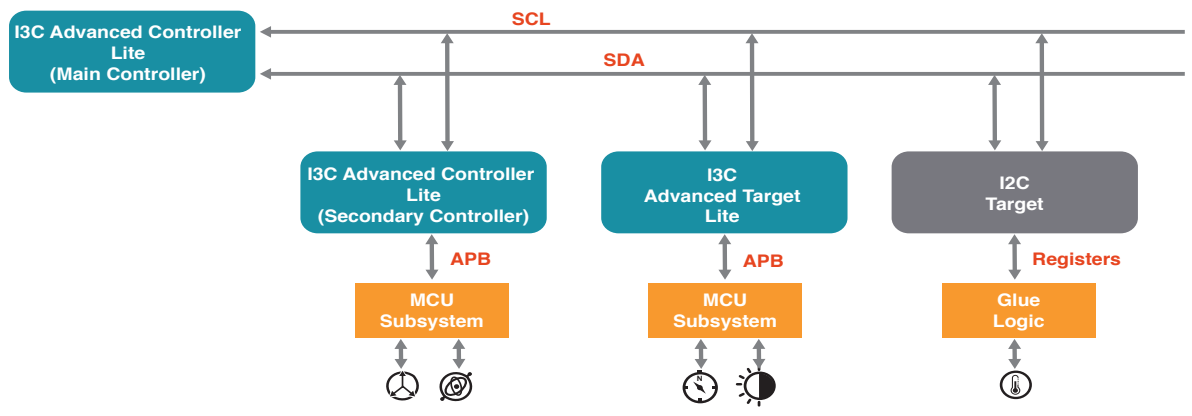 I3C Advanced Controller
Lite
(Main Controller)
SCL
SDA
I3C Advanced Controller
Lite
(Secondary Controller)
I3C
Advanced Target
Lite
I2C
Target
APB
APB
Registers
MCU
Subsystem
MCU
Subsystem
Glue
Logic
N